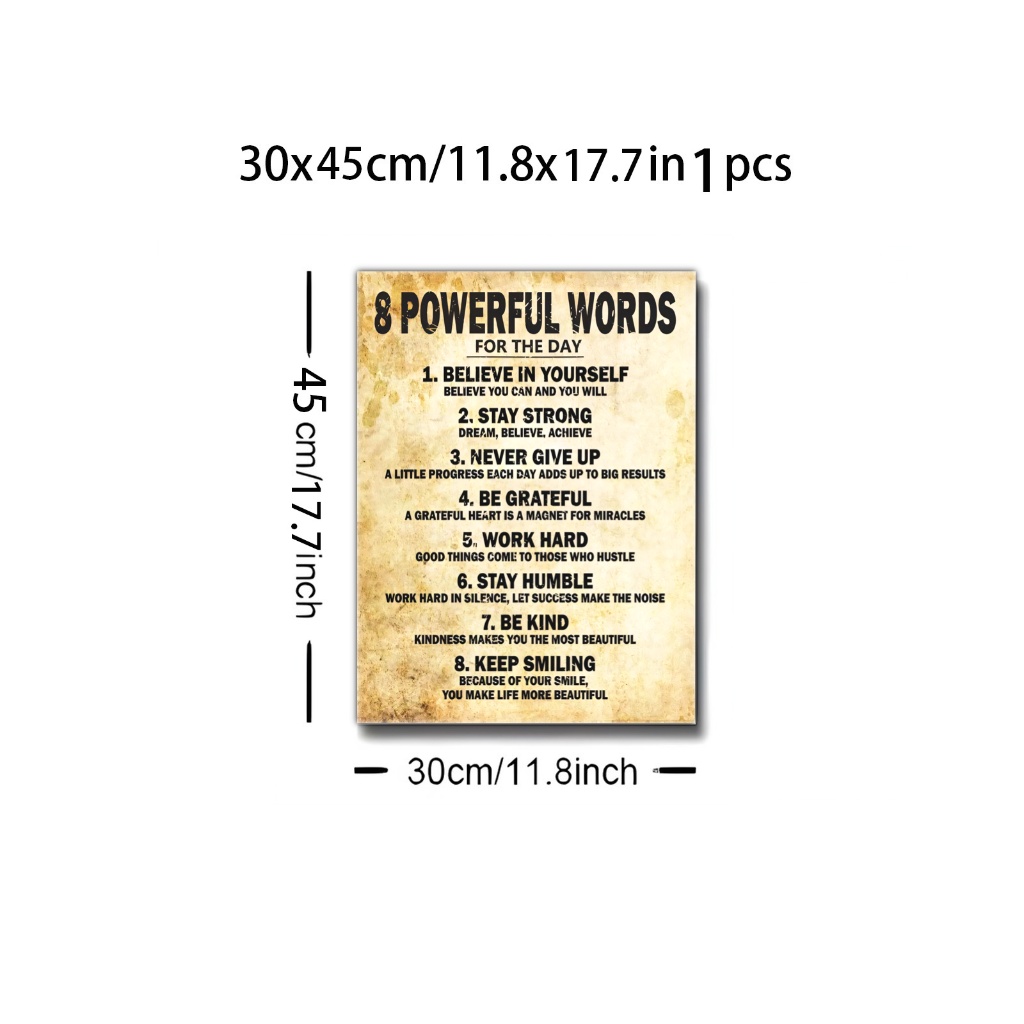 30x45cm/11.8x17.7in 1 pcs
8 POWERFUL WORDS
FOR THE DAY
1. BELIEVE IN YOURSELF
BELIEVE YOU CAN AND YOU WILL
2. STAY STRONG
DREAM, BELIEVE, ACHIEVE
3. NEVER GIVE UP
A LITTLE PROGRESS EACH DAY ADDS UP TO BIG RESULTS
4. BE GRATEFUL
A GRATEFUL HEART IS A MAGNET FOR MIRACLES
5. WORK HARD
GOOD THINGS COME TO THOSE WHO HUSTLE
6. STAY HUMBLE
WORK HARD IN SILENCE, LET SUCCESS MAKE THE NOISE
7. BE KIND
KINDNESS MAKES YOU THE MOST BEAUTIFUL
8. KEEP SMILING
BECAUSE OF YOUR SMILE,
YOU MAKE LIFE MORE BEAUTIFUL
45cm/17.7inch
30cm/11.8inch